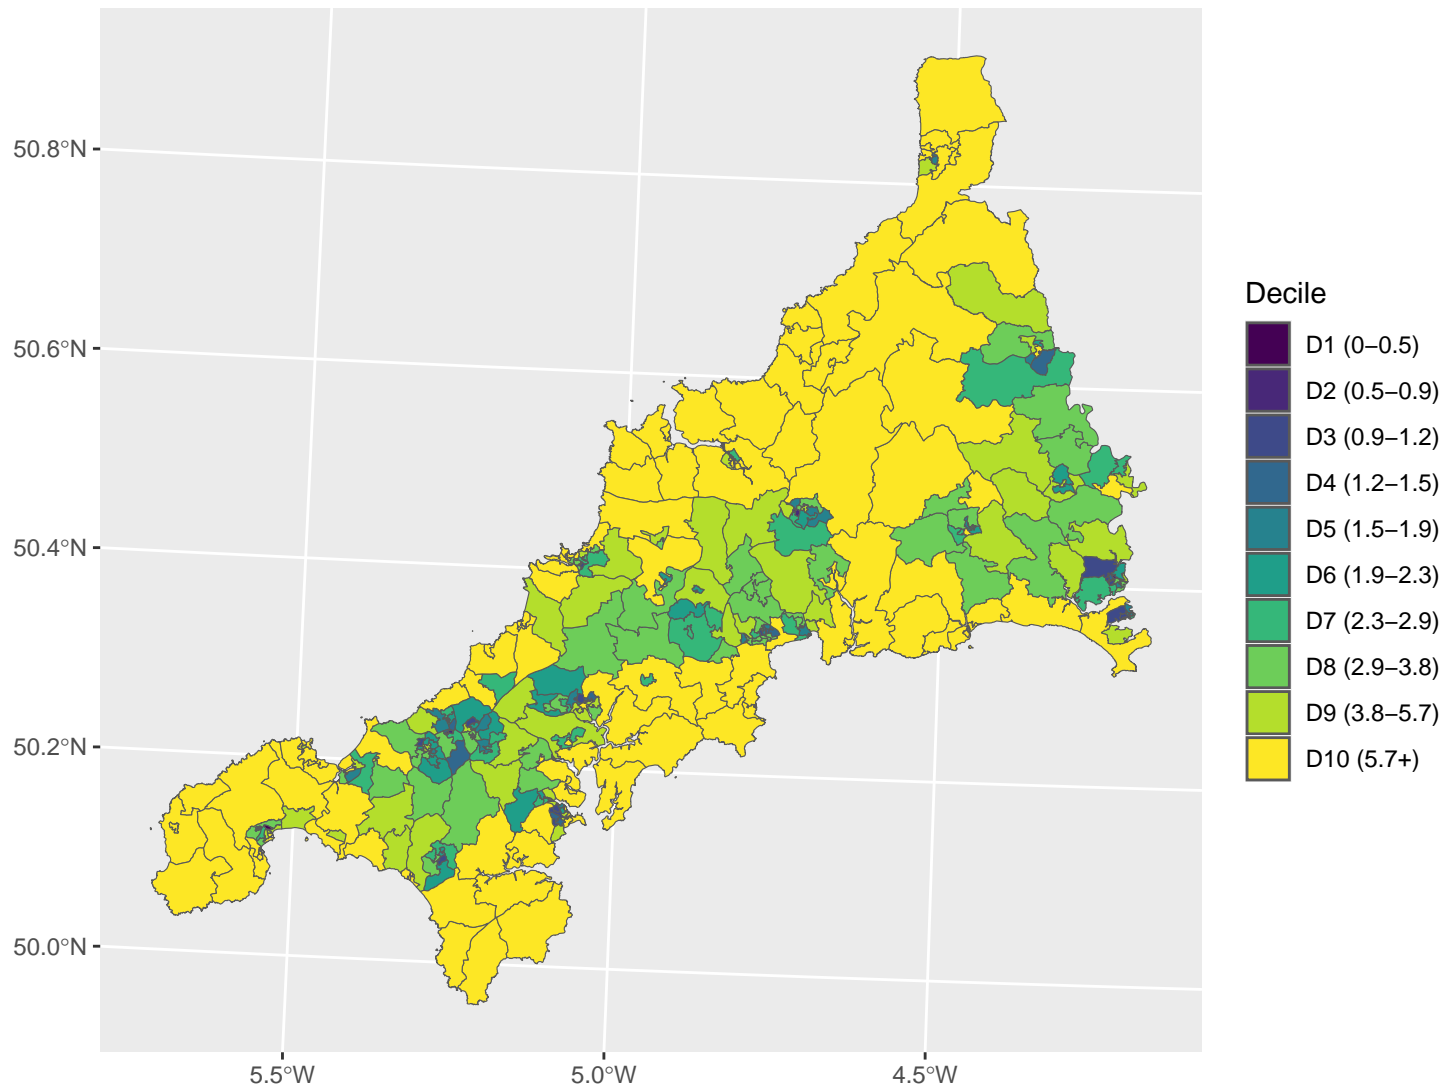 50.8°N
50.6°N
50.4°N
50.2°N
50.0°N
5.5°W
5.0°W
4.5°W
Decile
D1 (0−0.5)
D2 (0.5−0.9)
D3 (0.9−1.2)
D4 (1.2−1.5)
D5 (1.5−1.9)
D6 (1.9−2.3)
D7 (2.3−2.9)
D8 (2.9−3.8)
D9 (3.8−5.7)
D10 (5.7+)